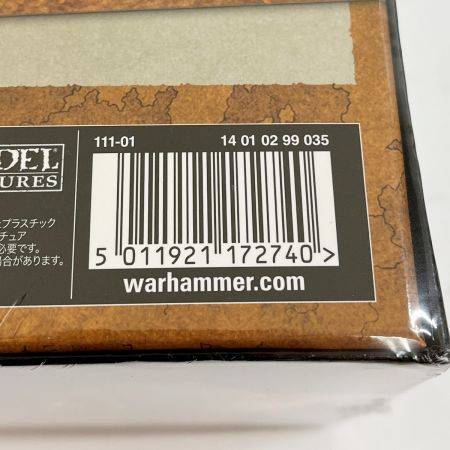 111-01 14 01 02 99 035
DEL
URES
プラスチック
チュア
必要です。
場合があります。
5 011921 172740 >
warhammer.com